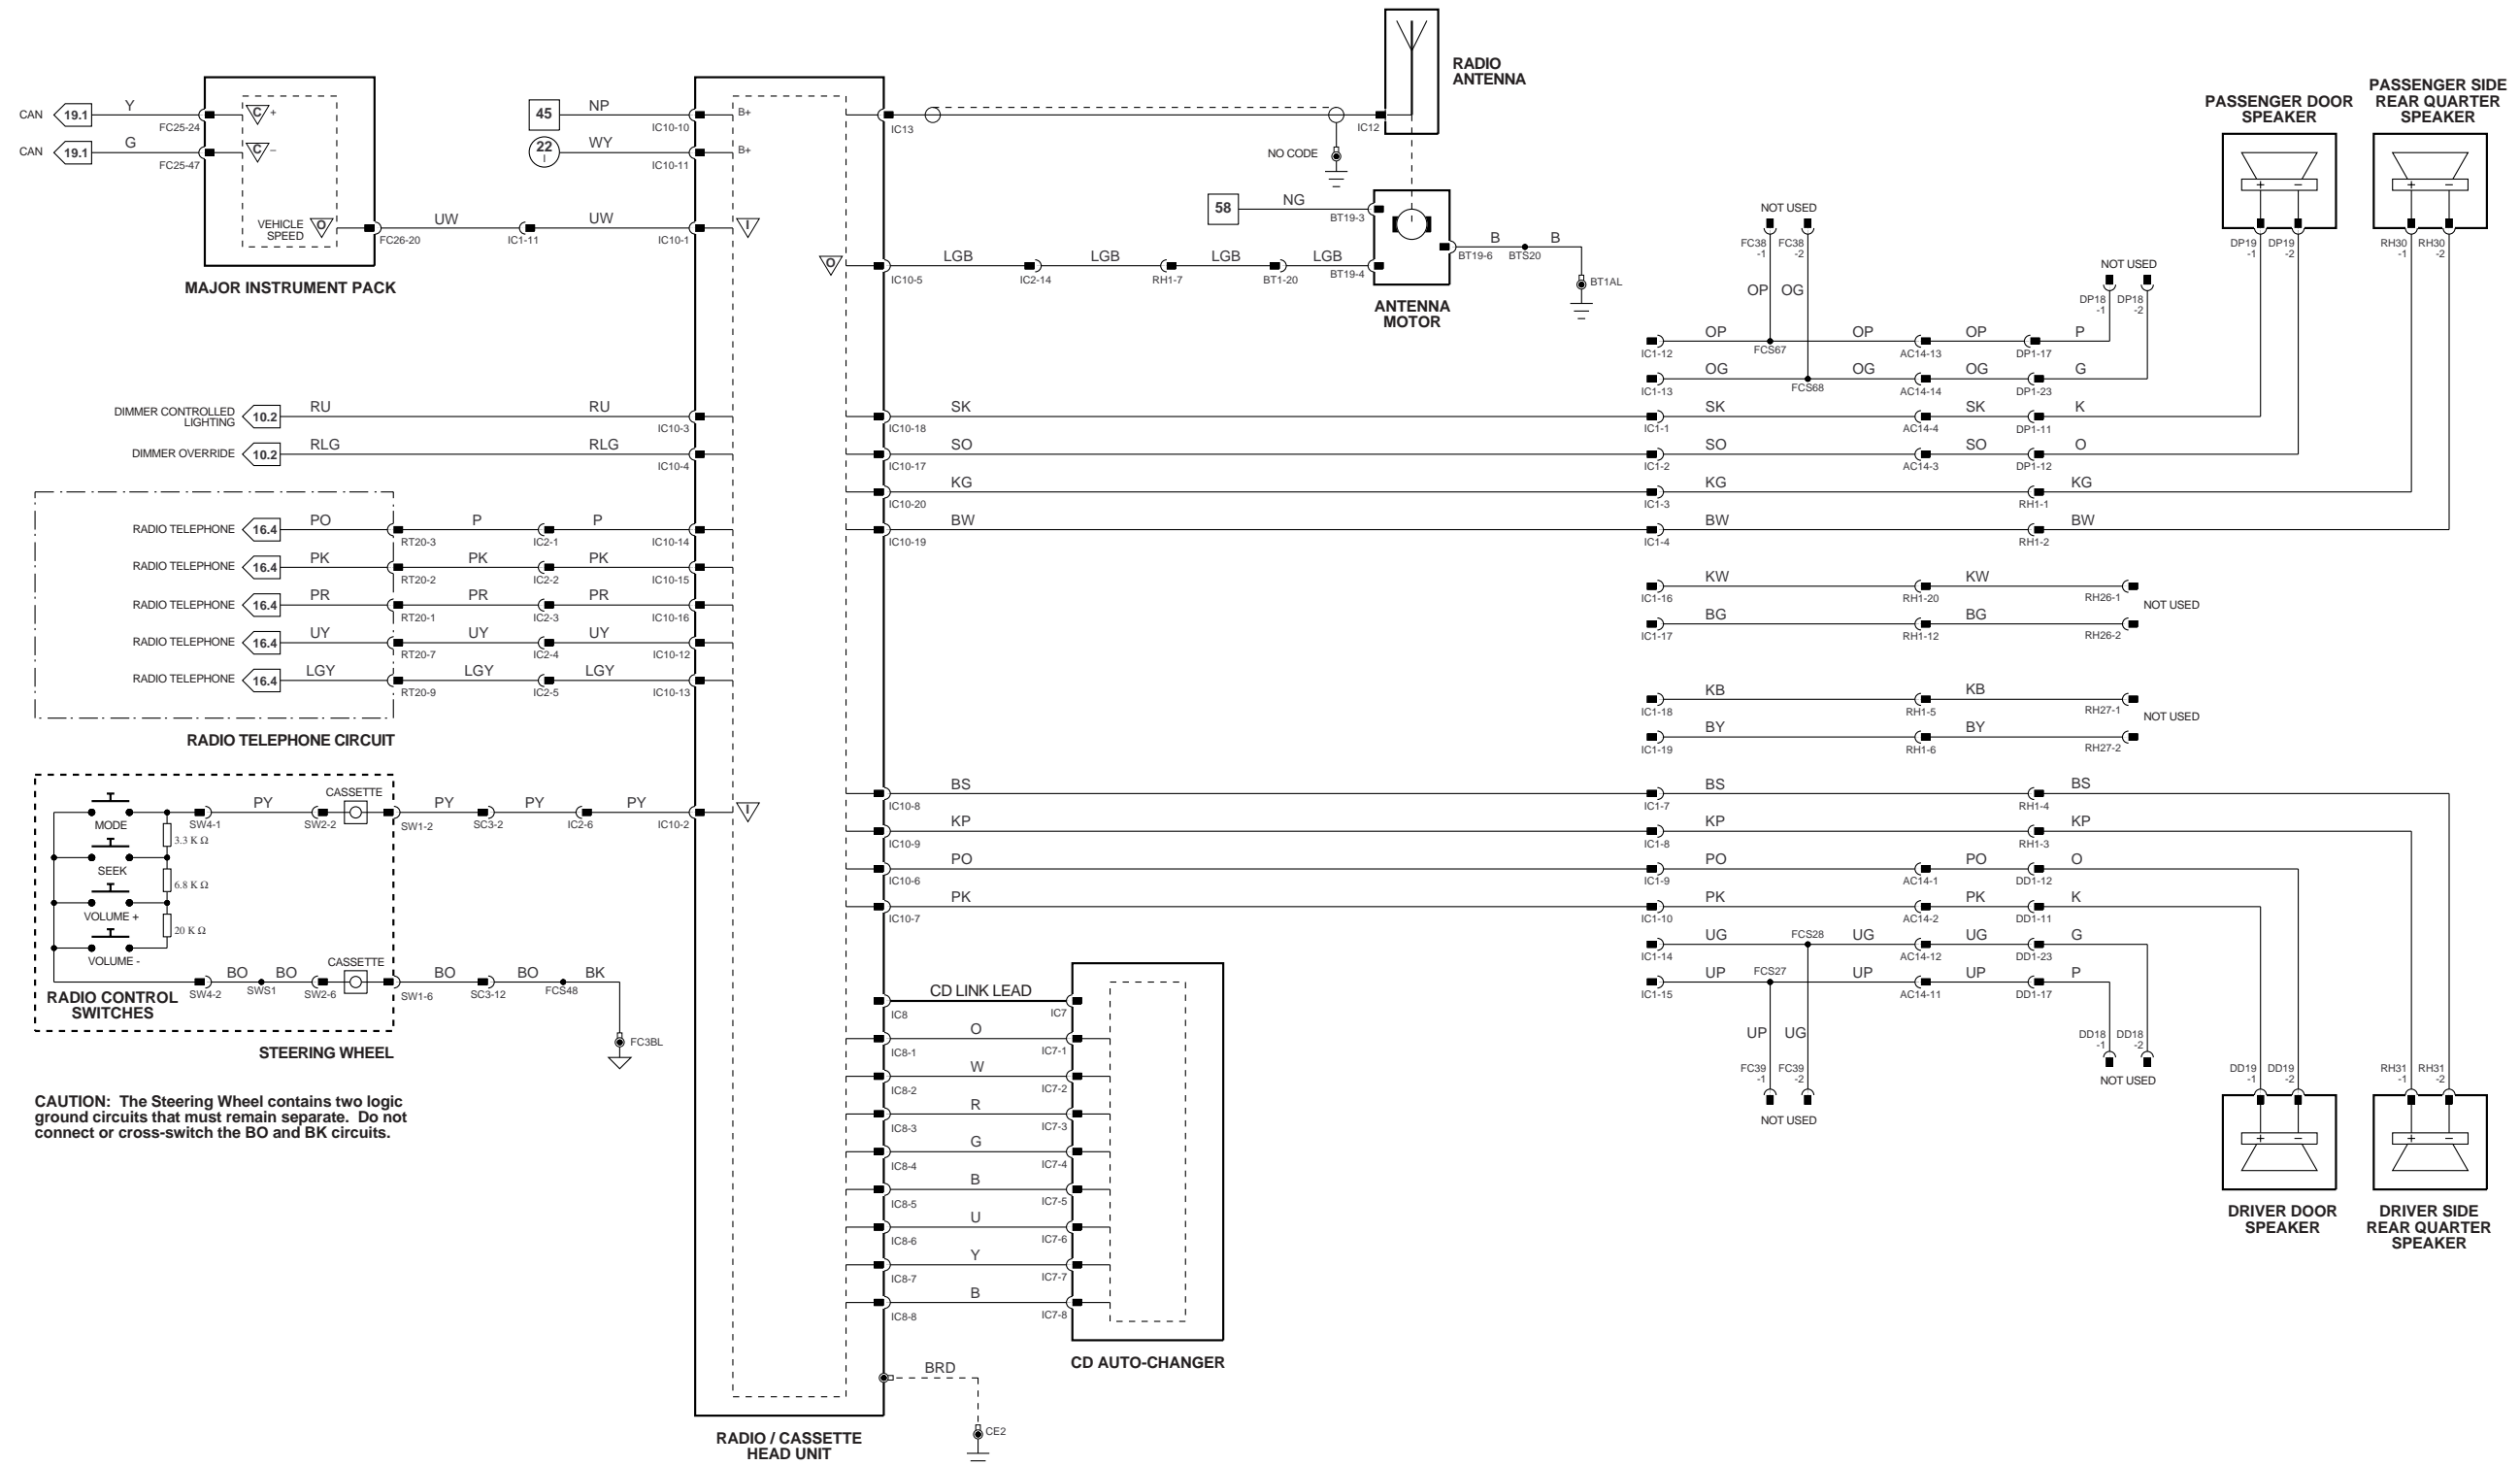 RADIO
ANTENNA
PASSENGER DOOR
SPEAKER
PASSENGER SIDE
REAR QUARTER
SPEAKER
CAN 19.1 Y FC25-24 C +
CAN 19.1 G FC25-47 C –
VEHICLE
SPEED O FC26-20 UW IC1-11 UW IC10-1 I
MAJOR INSTRUMENT PACK
45 NP IC10-10 B+
22 I WY IC10-11 B+
IC13 IC12
NO CODE
58 NG BT19-3
O IC10-5 LGB IC2-14 LGB RH1-7 LGB BT1-20 LGB BT19-4
BT19-6 B BTS20 B BT1AL
ANTENNA
MOTOR
NOT USED
FC38 FC38
-1 -2
OP OG
DP19 DP19
-1 -2
RH30 RH30
-1 -2
+ – + –
NOT USED
DP18 DP18
-1 -2
IC1-12 OP FCS67 OP AC14-13 OP DP1-17 P
IC1-13 OG FCS68 OG AC14-14 OG DP1-23 G
DIMMER CONTROLLED
LIGHTING 10.2 RU RU IC10-3
DIMMER OVERRIDE 10.2 RLG RLG IC10-4
IC10-18 SK IC1-1 SK AC14-4 SK DP1-11 K
IC10-17 SO IC1-2 SO AC14-3 SO DP1-12 O
IC10-20 KG IC1-3 KG RH1-1 KG
IC10-19 BW IC1-4 BW RH1-2 BW
RADIO TELEPHONE 16.4 PO RT20-3 P IC2-1 P IC10-14
RADIO TELEPHONE 16.4 PK RT20-2 PK IC2-2 PK IC10-15
RADIO TELEPHONE 16.4 PR RT20-1 PR IC2-3 PR IC10-16
RADIO TELEPHONE 16.4 UY RT20-7 UY IC2-4 UY IC10-12
RADIO TELEPHONE 16.4 LGY RT20-9 LGY IC2-5 LGY IC10-13
RADIO TELEPHONE CIRCUIT
IC1-16 KW RH1-20 KW RH26-1
NOT USED
IC1-17 BG RH1-12 BG RH26-2
IC1-18 KB RH1-5 KB RH27-1
NOT USED
IC1-19 BY RH1-6 BY RH27-2
MODE
SEEK
VOLUME +
VOLUME -
3.3 K Ω
6.8 K Ω
20 K Ω
CASSETTE
SW4-1 PY SW2-2 SW1-2 PY SC3-2 PY IC2-6 PY IC10-2 I
CASSETTE
SW4-2 BO SWS1 BO SW2-6 SW1-6 BO SC3-12 BO FCS48 BK
FC3BL
RADIO CONTROL
SWITCHES
STEERING WHEEL
CAUTION: The Steering Wheel contains two logic
ground circuits that must remain separate. Do not
connect or cross-switch the BO and BK circuits.
IC10-8 BS IC1-7 BS RH1-4 BS
IC10-9 KP IC1-8 KP RH1-3 KP
IC10-6 PO IC1-9 PO AC14-1 PO DD1-12 O
IC10-7 PK IC1-10 PK AC14-2 PK DD1-11 K
IC1-14 UG FCS28 UG AC14-12 UG DD1-23 G
IC1-15 UP FCS27 UP AC14-11 UP DD1-17 P
UP UG
FC39 FC39
-1 -2
NOT USED
DD18 DD18
-1 -2
NOT USED
DD19 DD19
-1 -2
RH31 RH31
-1 -2
+ – + –
DRIVER DOOR
SPEAKER
DRIVER SIDE
REAR QUARTER
SPEAKER
IC8 CD LINK LEAD IC7
IC8-1 O IC7-1
IC8-2 W IC7-2
IC8-3 R IC7-3
IC8-4 G IC7-4
IC8-5 B IC7-5
IC8-6 U IC7-6
IC8-7 Y IC7-7
IC8-8 B IC7-8
CD AUTO-CHANGER
BRD
CE2
RADIO / CASSETTE
HEAD UNIT